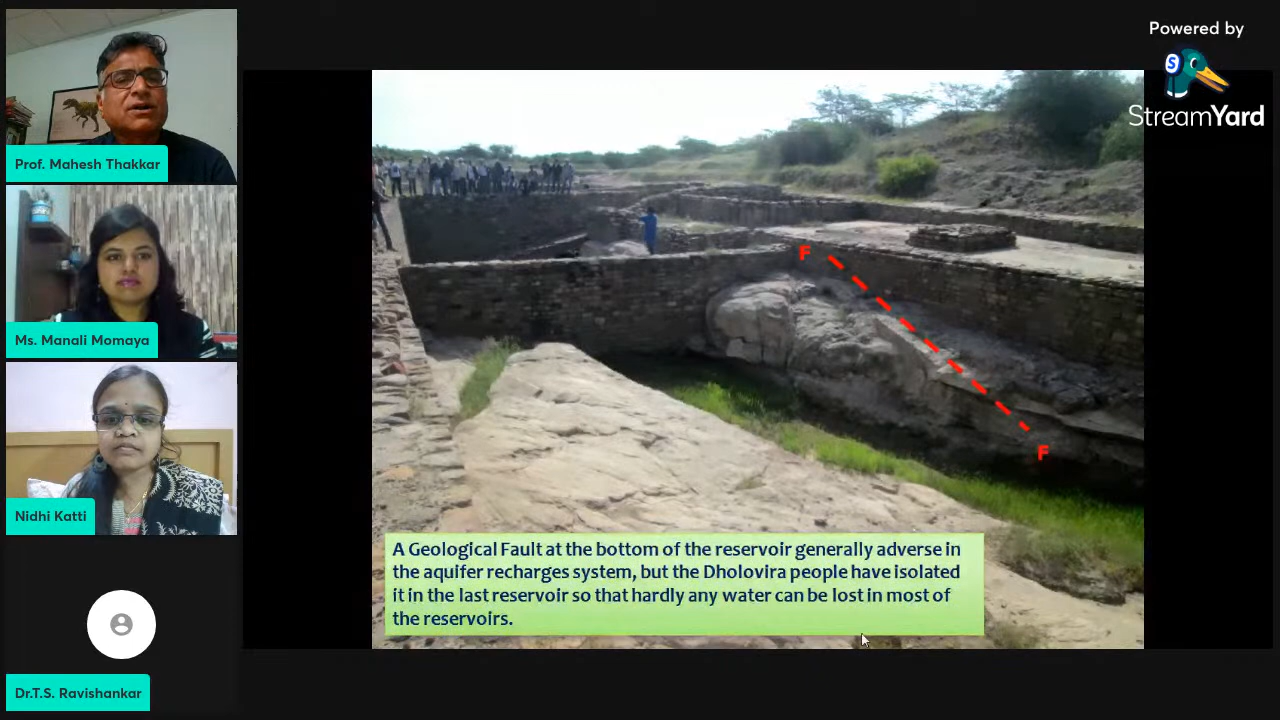 Powered by
StreamYard
Prof. Mahesh Thakkar
Ms. Manali Momaya
Nidhi Katti
Dr.T.S. Ravishankar
F
F
A Geological Fault at the bottom of the reservoir generally adverse in
the aquifer recharges system, but the Dholovira people have isolated
it in the last reservoir so that hardly any water can be lost in most of
the reservoirs.